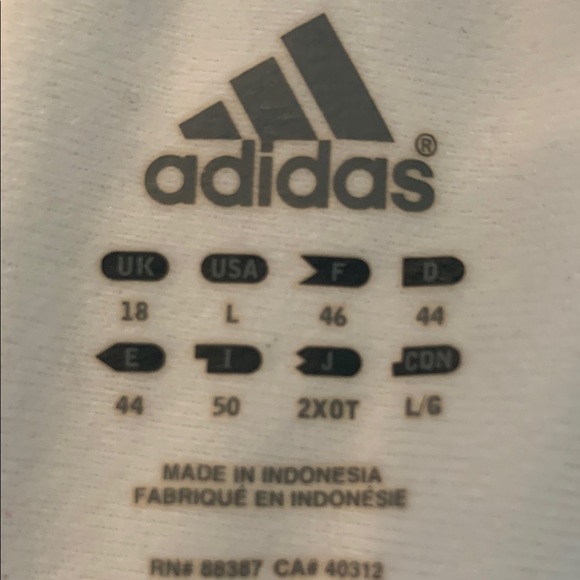 adidas®
UK USA F D
18 L 46 44
E I J CDN
44 50 2XOT L/G
MADE IN INDONESIA
FABRIQUÉ EN INDONÉSIE
RN# 88387 CA# 40312